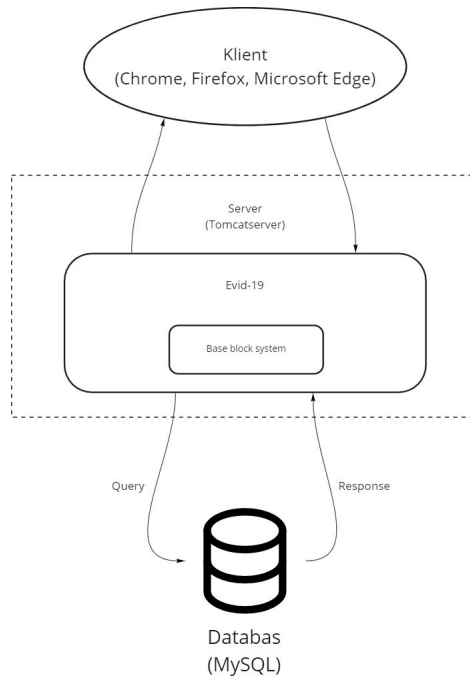 Klient
(Chrome, Firefox, Microsoft Edge)
Server
(Tomcatserver)
Evid-19
Base block system
Query
Response
Databas
(MySQL)